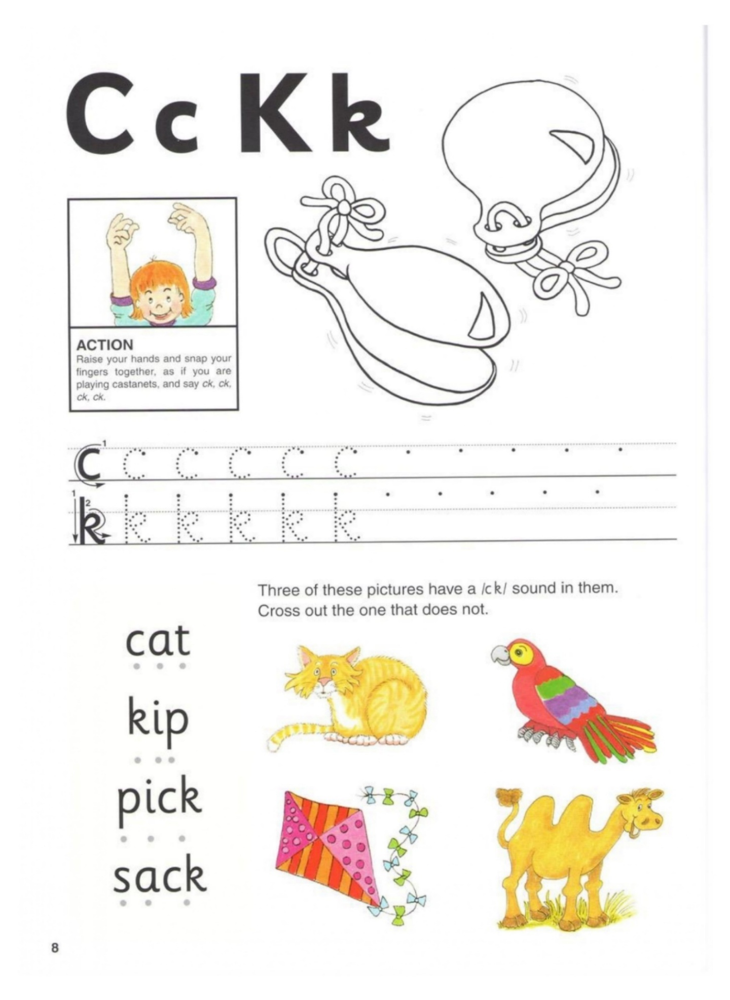 C c K k
ACTION
Raise your hands and snap your
fingers together, as if you are
playing castanets, and say ck, ck,
ck, ck.
1
c c c c c c
1
2
k k k k k k
Three of these pictures have a /ck/ sound in them.
Cross out the one that does not.
cat
kip
pick
sack
8